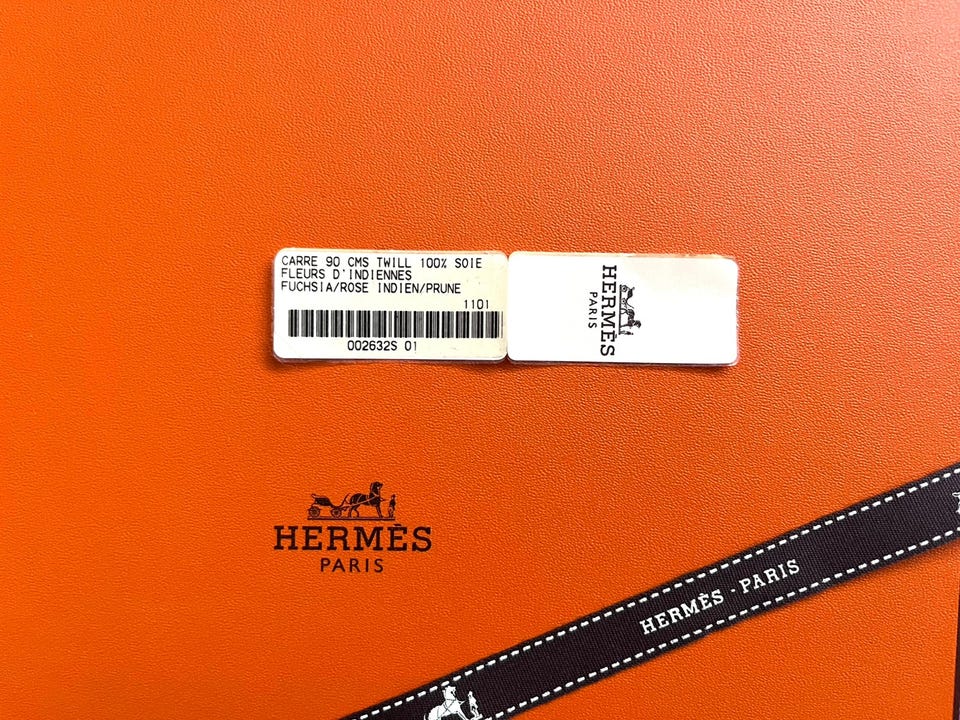 CARRE 90 CMS TWILL 100% SOIE
FLEURS D'INDIENNES
FUCHSIA/ROSE INDIEN/PRUNE
1101
002632S 01
HERMÈS
PARIS
HERMÈS
PARIS
HERMÈS · PARIS